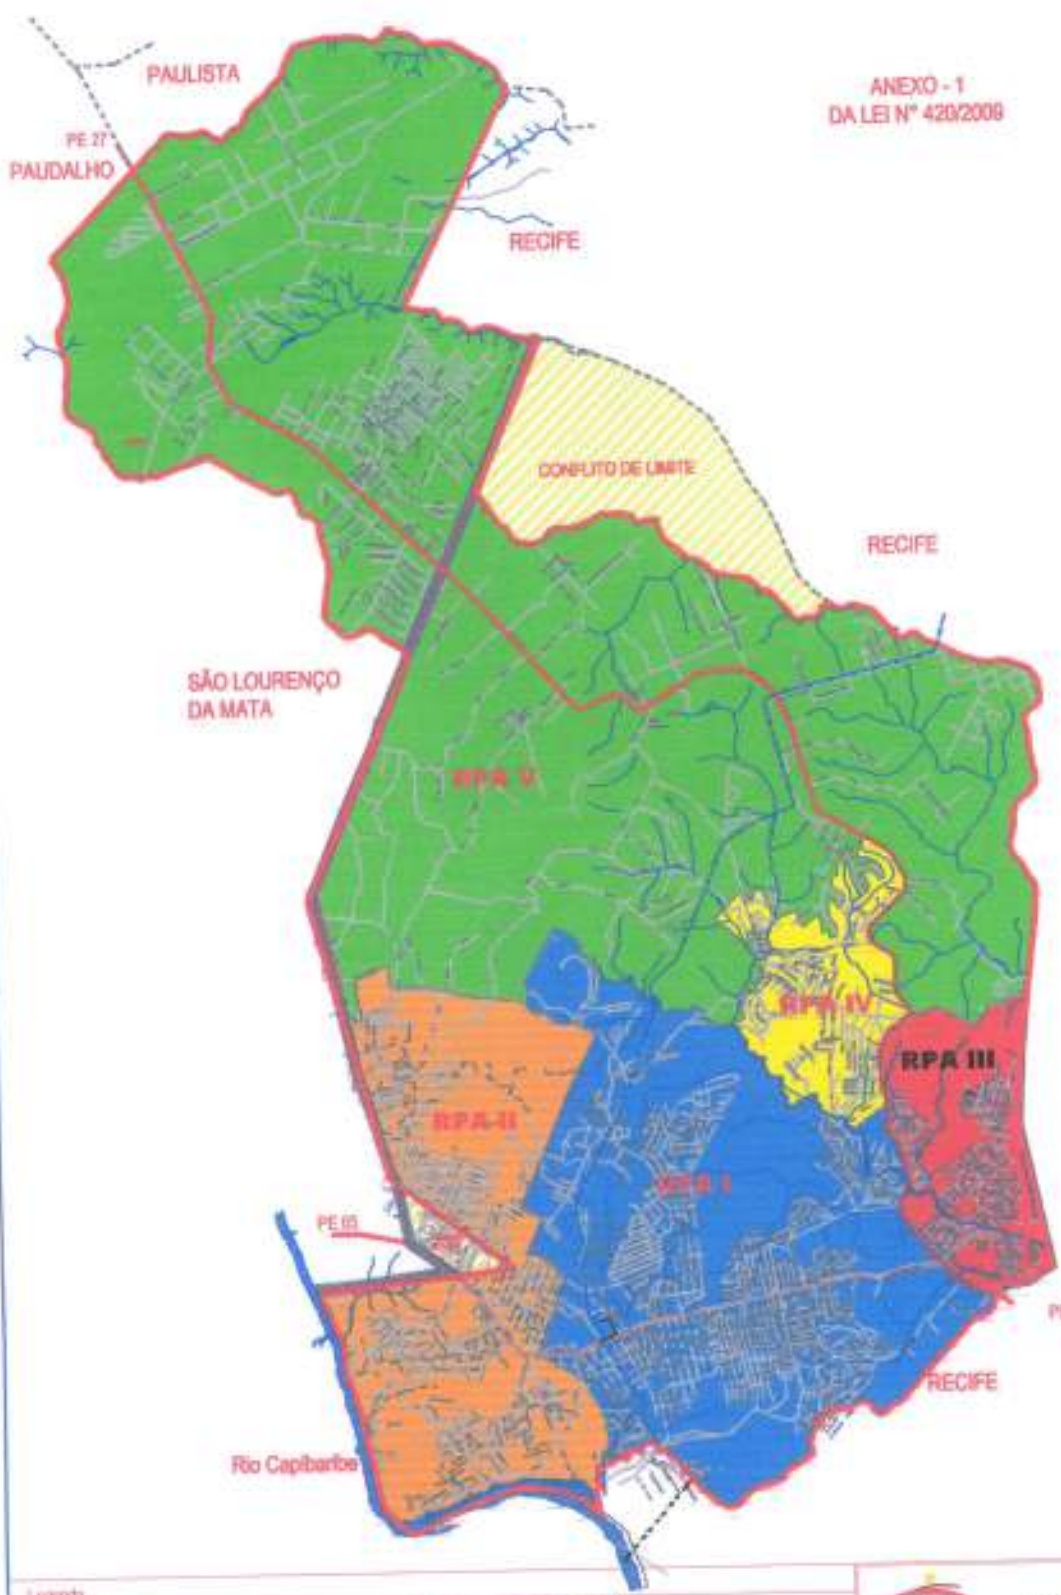 PAULISTA
ANEXO - 1
DA LEI N° 420/2009
PE 27
PAUDALHO
RECIFE
CONFLITO DE LIMITE
RECIFE
SÃO LOURENÇO
DA MATA
RPA V
RPA IV
RPA III
RPA-II
RPA I
PE 05
RECIFE
Rio Capibaribe
Legenda